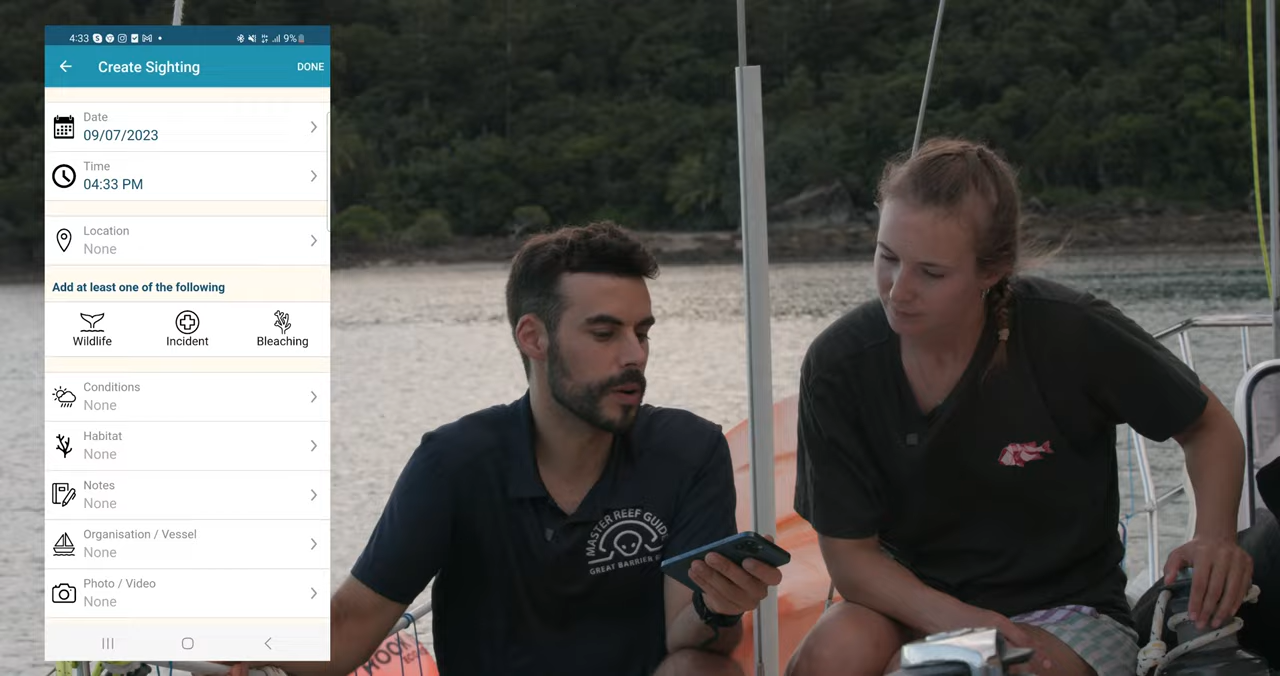 4:33
9%
Create Sighting
DONE
Date
09/07/2023
Time
04:33 PM
Location
None
Add at least one of the following
Wildlife
Incident
Bleaching
Conditions
None
Habitat
None
Notes
None
Organisation / Vessel
None
Photo / Video
None
MASTER REEF GUIDE
GREAT BARRIER
HOOK